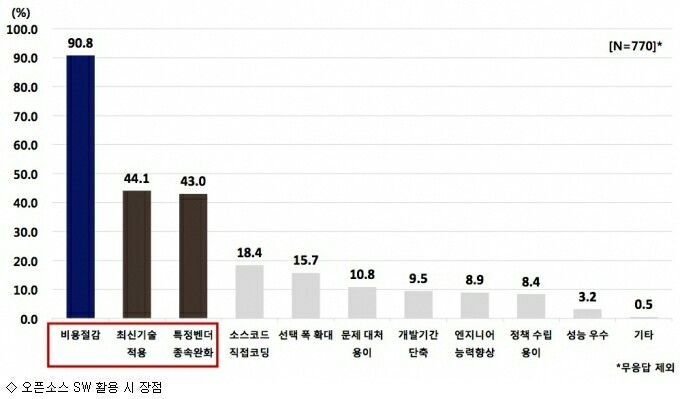 (%)
100.0
90.0
80.0
70.0
60.0
50.0
40.0
30.0
20.0
10.0
0.0
[N=770]*
90.8
44.1
43.0
18.4
15.7
10.8
9.5
8.9
8.4
3.2
0.5
비용절감
최신기술
적용
특정벤더
종속완화
소스코드
직접코딩
선택 폭 확대
문제 대처
용이
개발기간
단축
엔지니어
능력향상
정책 수립
용이
성능 우수
기타
*무응답 제외
◇ 오픈소스 SW 활용 시 장점